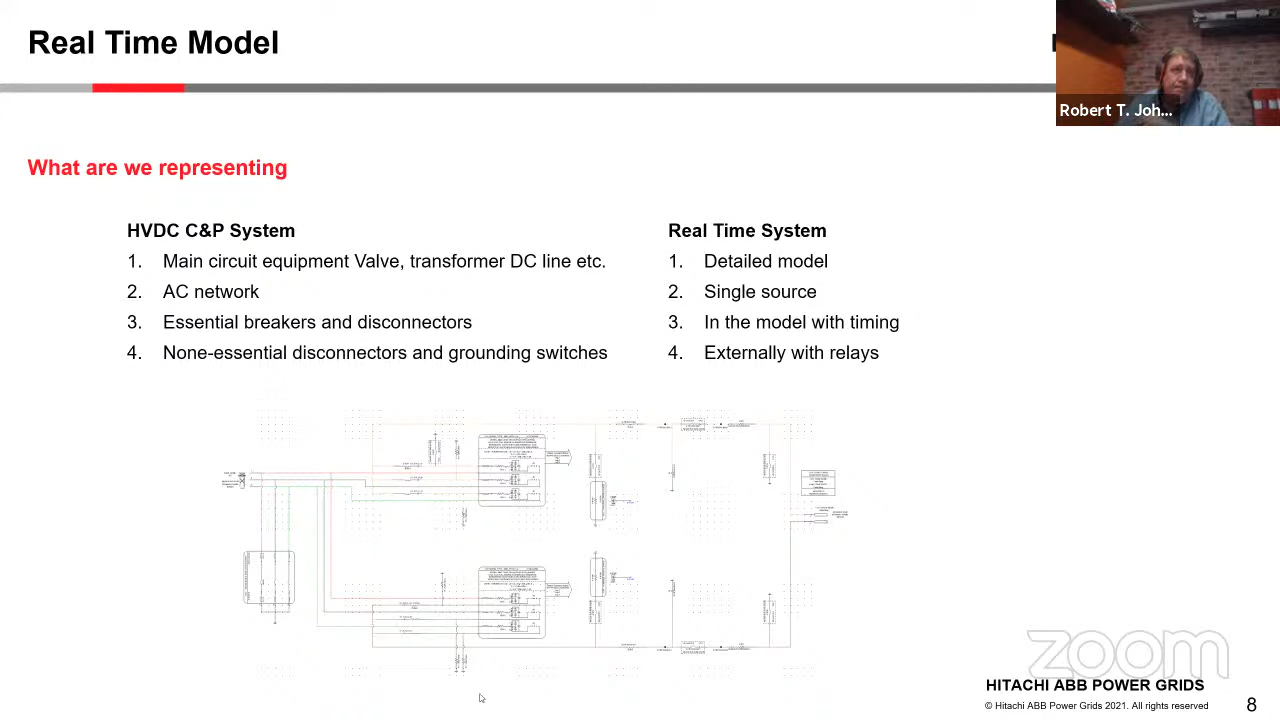 Real Time Model
Robert T. Joh...
What are we representing
HVDC C&P System
1. Main circuit equipment Valve, transformer DC line etc.
2. AC network
3. Essential breakers and disconnectors
4. None-essential disconnectors and grounding switches
Real Time System
1. Detailed model
2. Single source
3. In the model with timing
4. Externally with relays
zoom
HITACHI ABB POWER GRIDS
© Hitachi ABB Power Grids 2021. All rights reserved
8